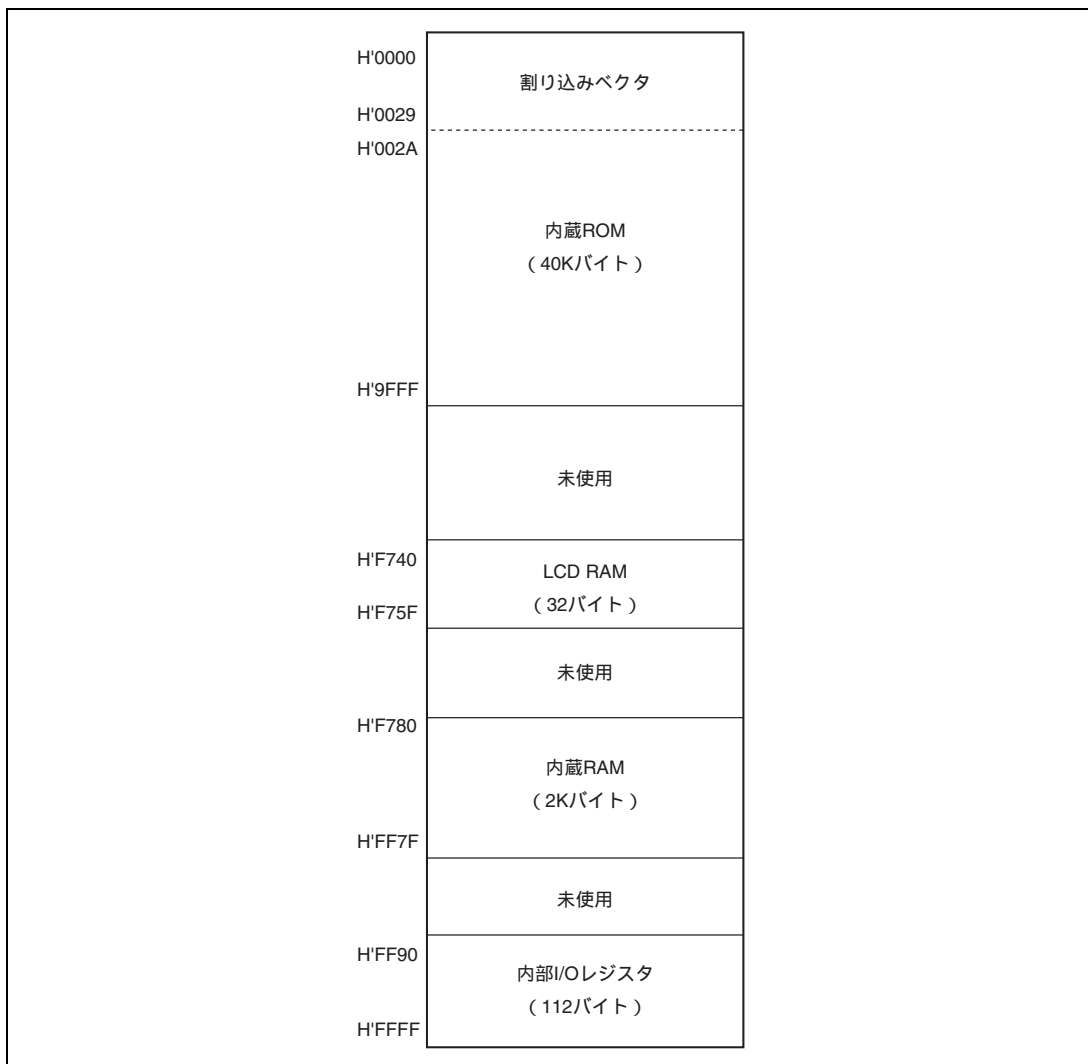 H'0000
割り込みベクタ
H'0029
H'002A
内蔵ROM
（40Kバイト）
H'9FFF
未使用
H'F740
LCD RAM
（32バイト）
H'F75F
未使用
H'F780
内蔵RAM
（2Kバイト）
H'FF7F
未使用
H'FF90
内部I/Oレジスタ
（112バイト）
H'FFFF